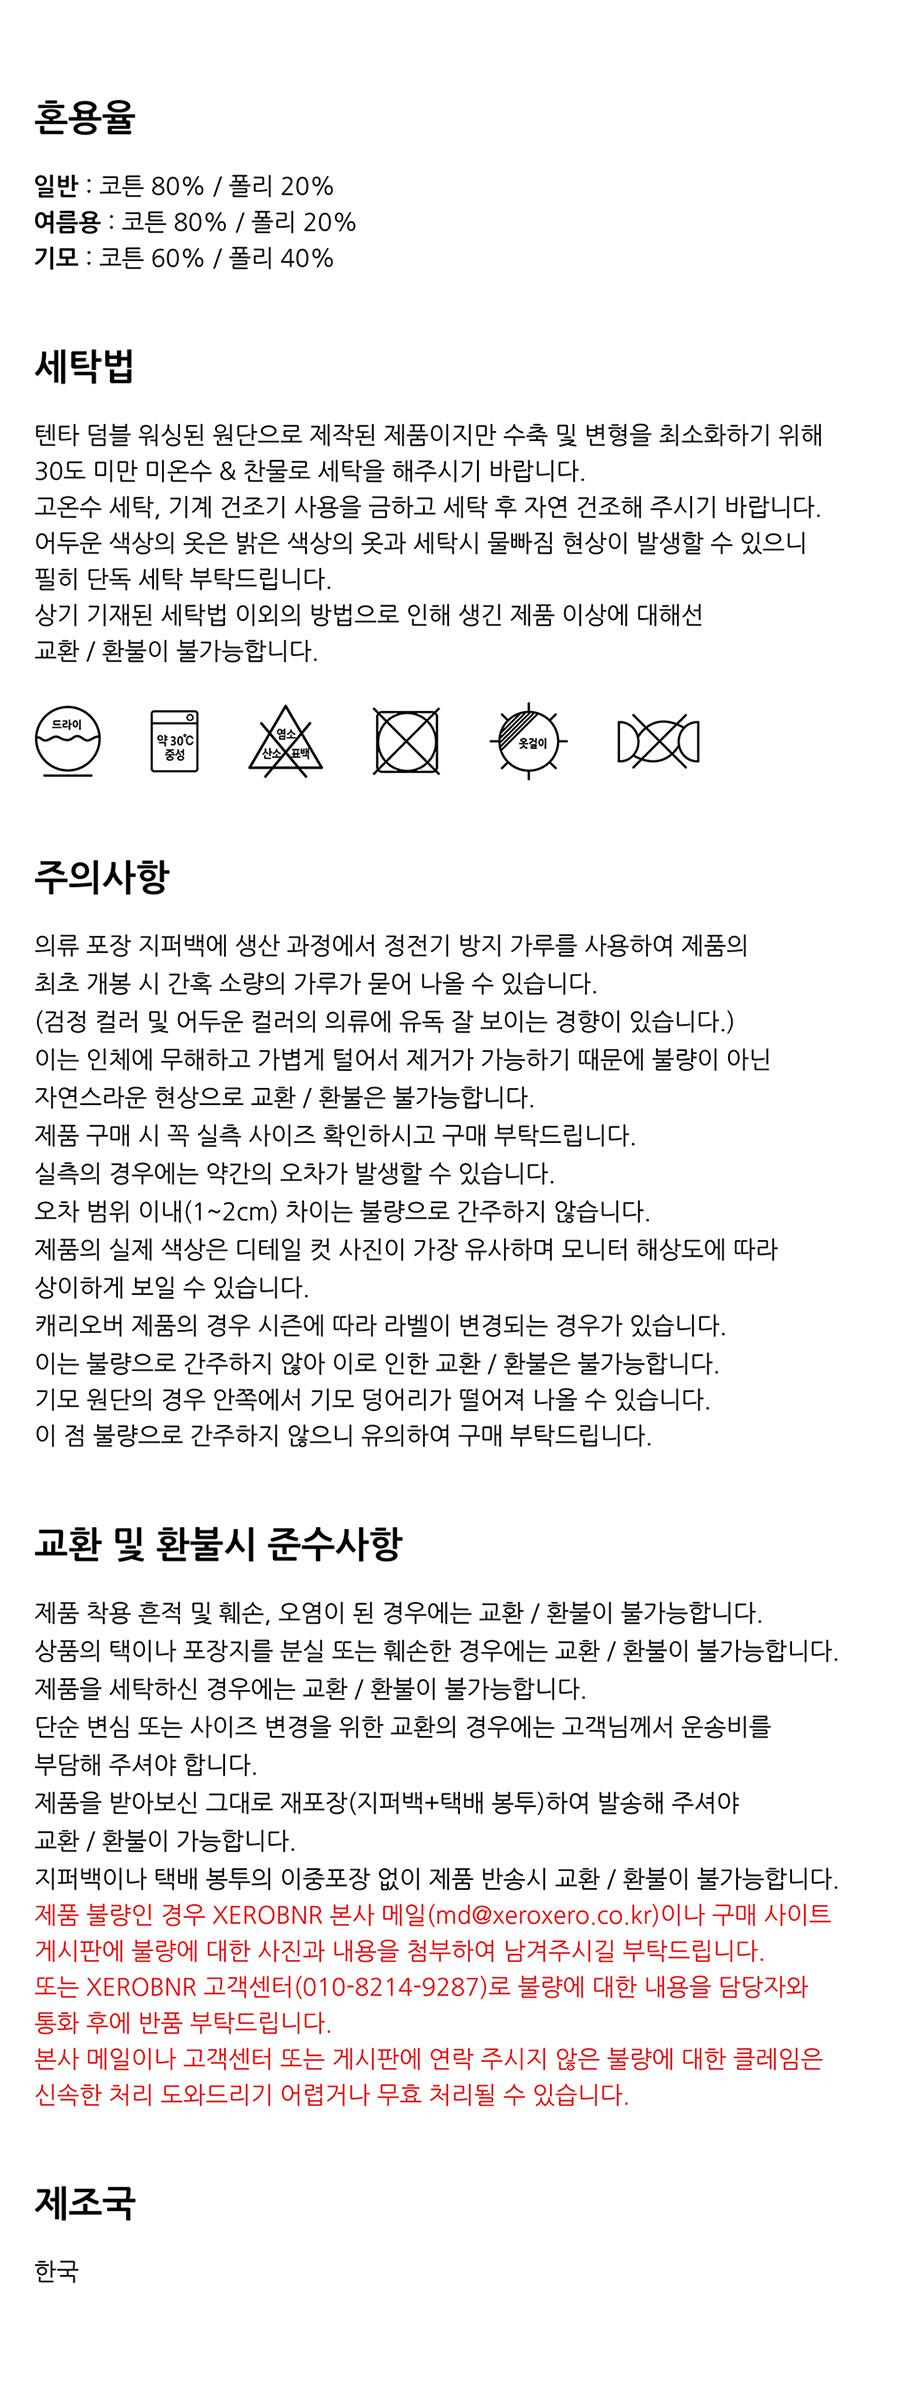 혼용율
일반 : 코튼 80% / 폴리 20%
여름용 : 코튼 80% / 폴리 20%
기모 : 코튼 60% / 폴리 40%
세탁법
텐타 덤블 워싱된 원단으로 제작된 제품이지만 수축 및 변형을 최소화하기 위해
30도 미만 미온수 & 찬물로 세탁을 해주시기 바랍니다.
고온수 세탁, 기계 건조기 사용을 금하고 세탁 후 자연 건조해 주시기 바랍니다.
어두운 색상의 옷은 밝은 색상의 옷과 세탁시 물빠짐 현상이 발생할 수 있으니
필히 단독 세탁 부탁드립니다.
상기 기재된 세탁법 이외의 방법으로 인해 생긴 제품 이상에 대해선
교환 / 환불이 불가능합니다.
드라이
약 30℃
중성
염소
산소 표백
옷걸이
주의사항
의류 포장 지퍼백에 생산 과정에서 정전기 방지 가루를 사용하여 제품의
최초 개봉 시 간혹 소량의 가루가 묻어 나올 수 있습니다.
(검정 컬러 및 어두운 컬러의 의류에 유독 잘 보이는 경향이 있습니다.)
이는 인체에 무해하고 가볍게 털어서 제거가 가능하기 때문에 불량이 아닌
자연스라운 현상으로 교환 / 환불은 불가능합니다.
제품 구매 시 꼭 실측 사이즈 확인하시고 구매 부탁드립니다.
실측의 경우에는 약간의 오차가 발생할 수 있습니다.
오차 범위 이내(1~2cm) 차이는 불량으로 간주하지 않습니다.
제품의 실제 색상은 디테일 컷 사진이 가장 유사하며 모니터 해상도에 따라
상이하게 보일 수 있습니다.
캐리오버 제품의 경우 시즌에 따라 라벨이 변경되는 경우가 있습니다.
이는 불량으로 간주하지 않아 이로 인한 교환 / 환불은 불가능합니다.
기모 원단의 경우 안쪽에서 기모 덩어리가 떨어져 나올 수 있습니다.
이 점 불량으로 간주하지 않으니 유의하여 구매 부탁드립니다.
교환 및 환불시 준수사항
제품 착용 흔적 및 훼손, 오염이 된 경우에는 교환 / 환불이 불가능합니다.
상품의 택이나 포장지를 분실 또는 훼손한 경우에는 교환 / 환불이 불가능합니다.
제품을 세탁하신 경우에는 교환 / 환불이 불가능합니다.
단순 변심 또는 사이즈 변경을 위한 교환의 경우에는 고객님께서 운송비를
부담해 주셔야 합니다.
제품을 받아보신 그대로 재포장(지퍼백+택배 봉투)하여 발송해 주셔야
교환 / 환불이 가능합니다.
지퍼백이나 택배 봉투의 이중포장 없이 제품 반송시 교환 / 환불이 불가능합니다.
제품 불량인 경우 XEROBNR 본사 메일(md@xeroxero.co.kr)이나 구매 사이트
게시판에 불량에 대한 사진과 내용을 첨부하여 남겨주시길 부탁드립니다.
또는 XEROBNR 고객센터(010-8214-9287)로 불량에 대한 내용을 담당자와
통화 후에 반품 부탁드립니다.
본사 메일이나 고객센터 또는 게시판에 연락 주시지 않은 불량에 대한 클레임은
신속한 처리 도와드리기 어렵거나 무효 처리될 수 있습니다.
제조국
한국